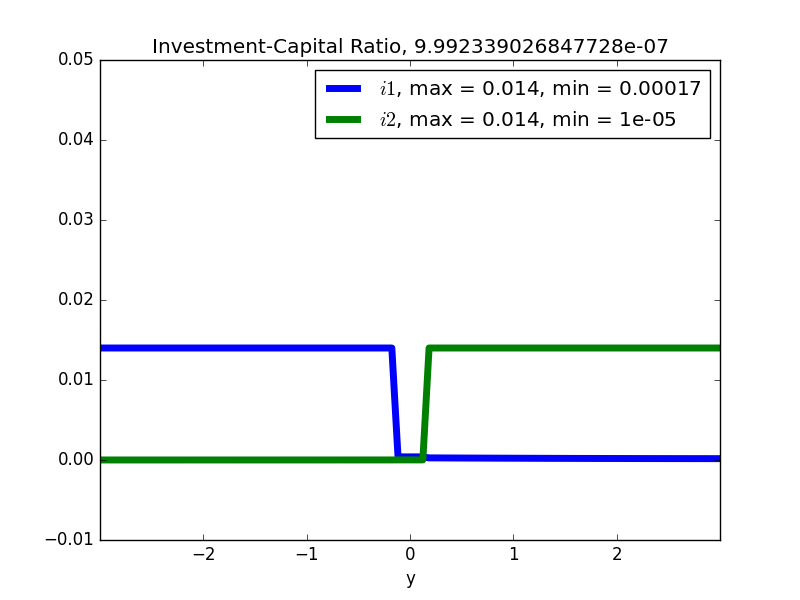 Investment-Capital Ratio, 9.992339026847728e-07
i1, max = 0.014, min = 0.00017
i2, max = 0.014, min = 1e-05
0.05
0.04
0.03
0.02
0.01
0.00
−0.01
−2 −1 0 1 2
y